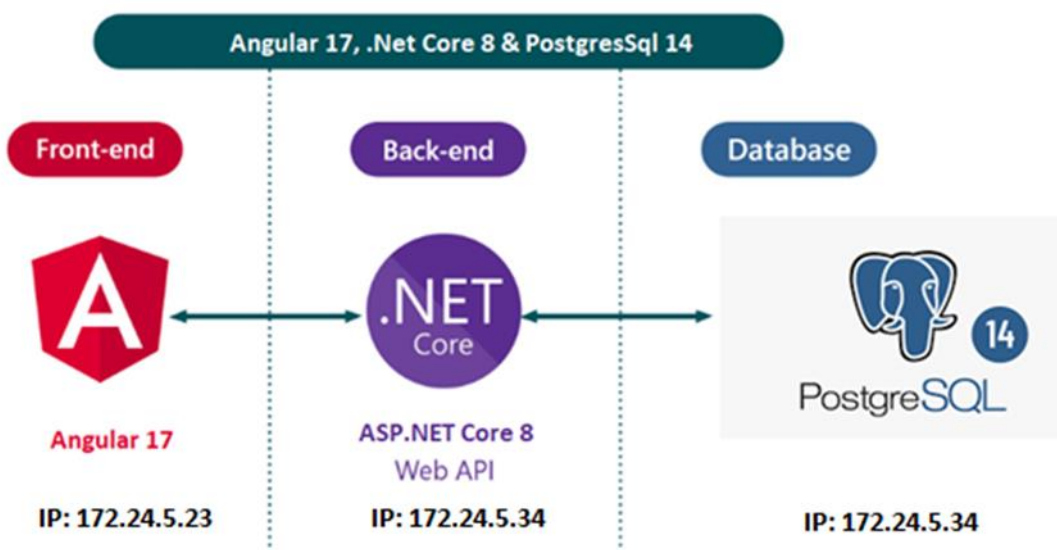 Angular 17, .Net Core 8 & PostgresSql 14
Front-end
Back-end
Database
A
.NET
Core
14
PostgreSQL
Angular 17
ASP.NET Core 8
Web API
IP: 172.24.5.23
IP: 172.24.5.34
IP: 172.24.5.34